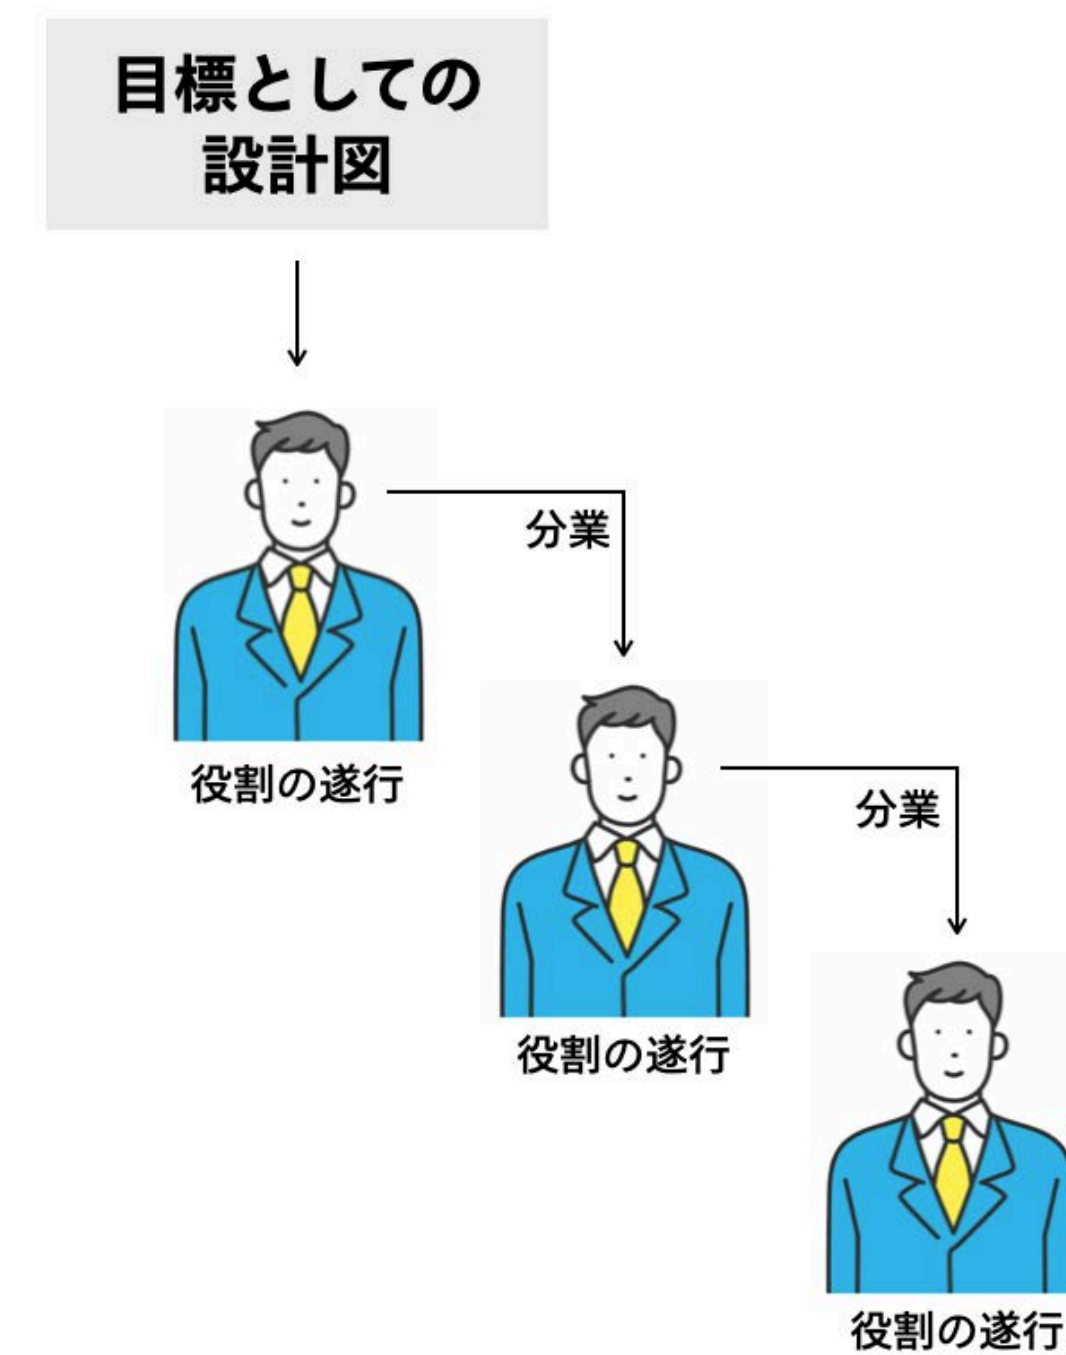 目標としての
設計図
分業
役割の遂行
分業
役割の遂行
役割の遂行